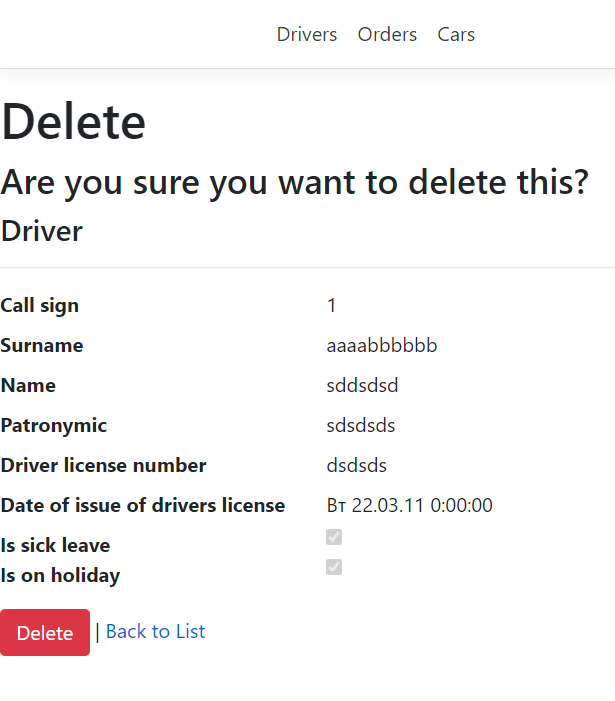 Drivers Orders Cars
Delete
Are you sure you want to delete this?
Driver
Call sign 1
Surname aaaabbbbbb
Name sddsdsd
Patronymic sdsdsds
Driver license number dsdsds
Date of issue of drivers license Вт 22.03.11 0:00:00
Is sick leave
Is on holiday
Delete | Back to List